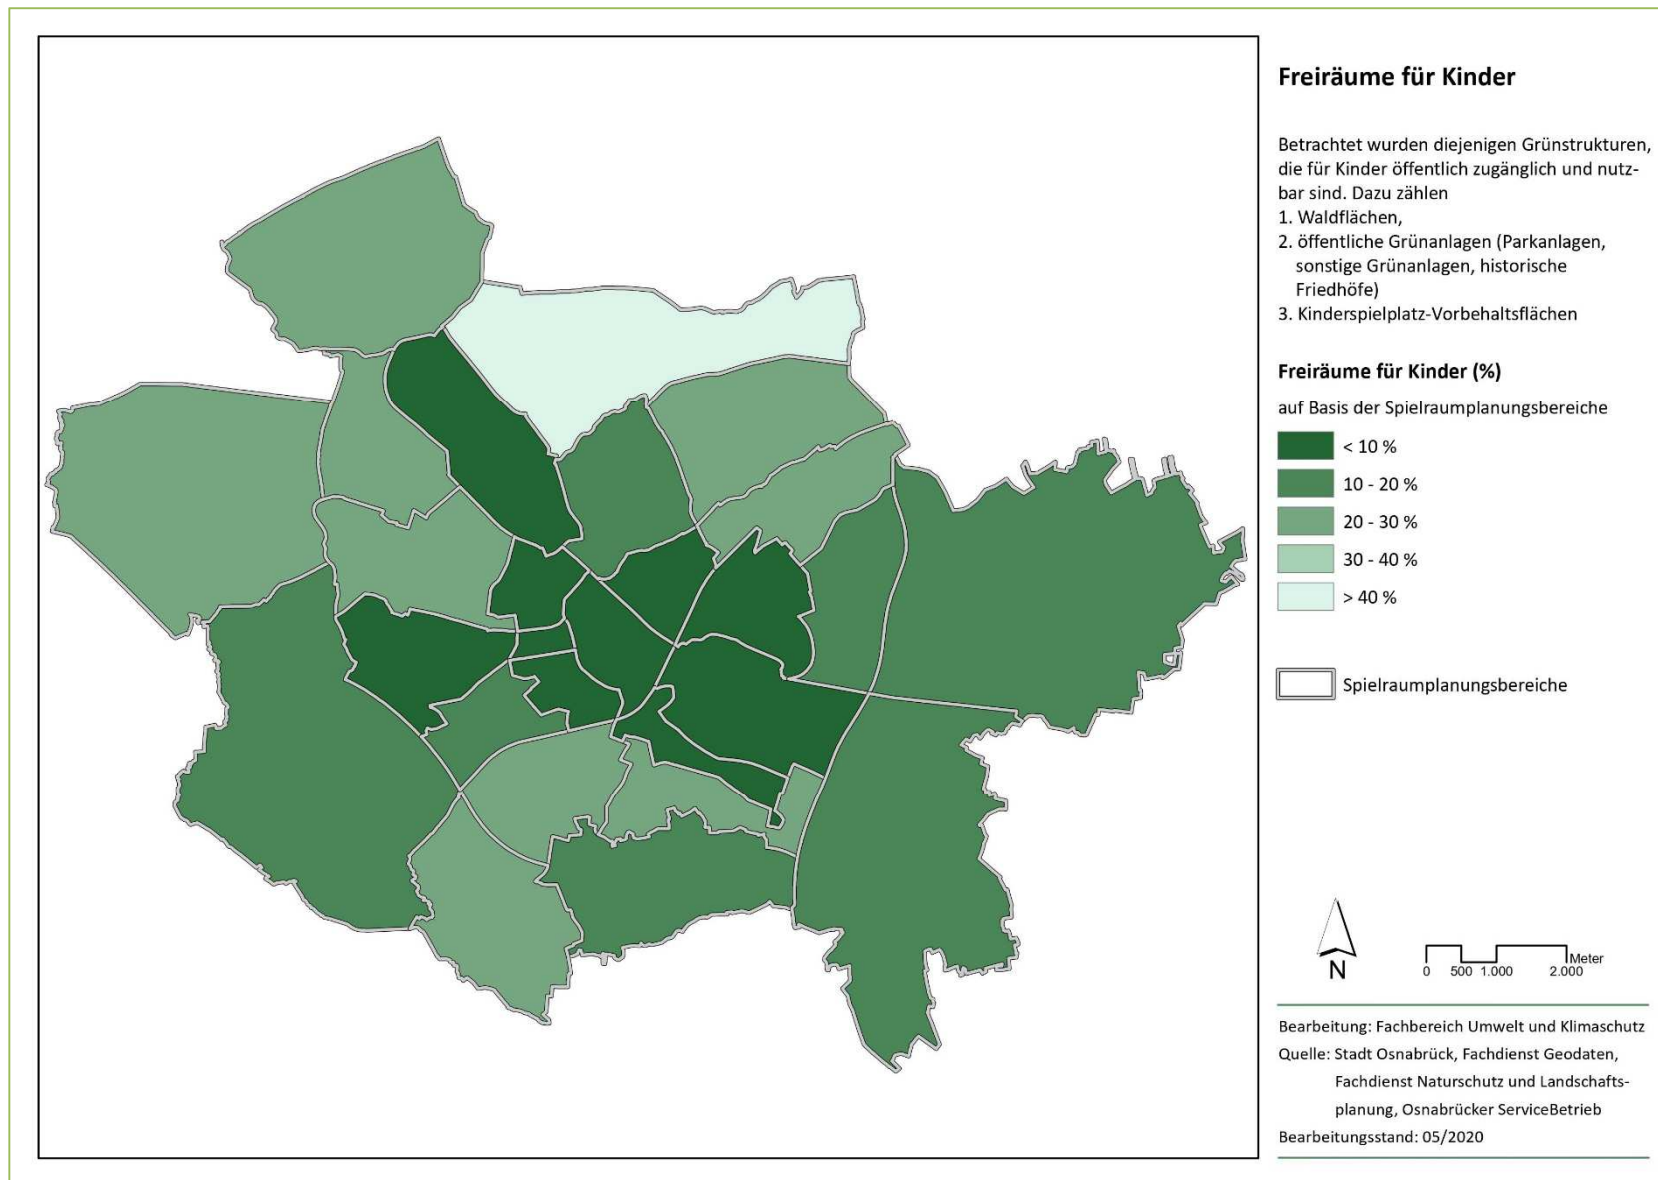 Freiräume für Kinder
Betrachtet wurden diejenigen Grünstrukturen,
die für Kinder öffentlich zugänglich und nutz-
bar sind. Dazu zählen
1. Waldflächen,
2. öffentliche Grünanlagen (Parkanlagen,
sonstige Grünanlagen, historische
Friedhöfe)
3. Kinderspielplatz-Vorbehaltsflächen
Freiräume für Kinder (%)
auf Basis der Spielraumplanungsbereiche
< 10 %
10 - 20 %
20 - 30 %
30 - 40 %
> 40 %
Spielraumplanungsbereiche
N
Meter
0 500 1.000 2.000
Bearbeitung: Fachbereich Umwelt und Klimaschutz
Quelle: Stadt Osnabrück, Fachdienst Geodaten,
Fachdienst Naturschutz und Landschafts-
planung, Osnabrücker ServiceBetrieb
Bearbeitungsstand: 05/2020